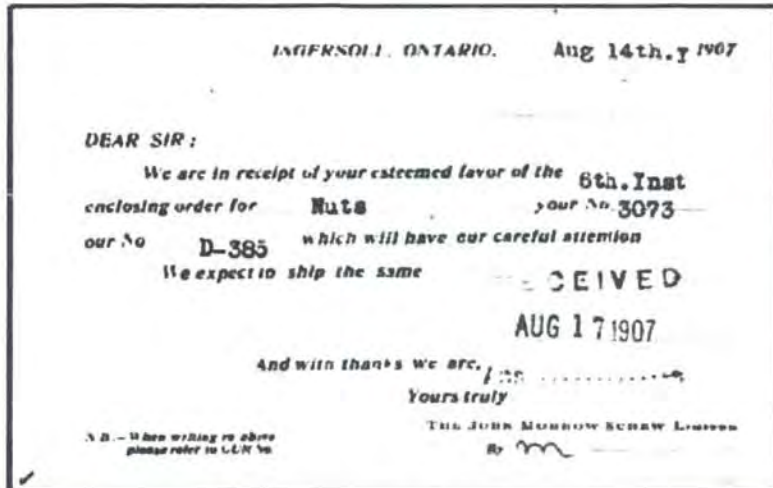 INGERSOLL, ONTARIO. Aug 14th. 1907
DEAR SIR:
We are in receipt of your esteemed favor of the 6th.Inst
enclosing order for Nuts your No. 3073
our No D-385 which will have our careful attention
We expect to ship the same
CEIVED
AUG 17 1907
And with thanks we are,
Yours truly
THE JOHN MORROW SCREW LIMITED
By
N.B.–When writing re above
please refer to OUR No.